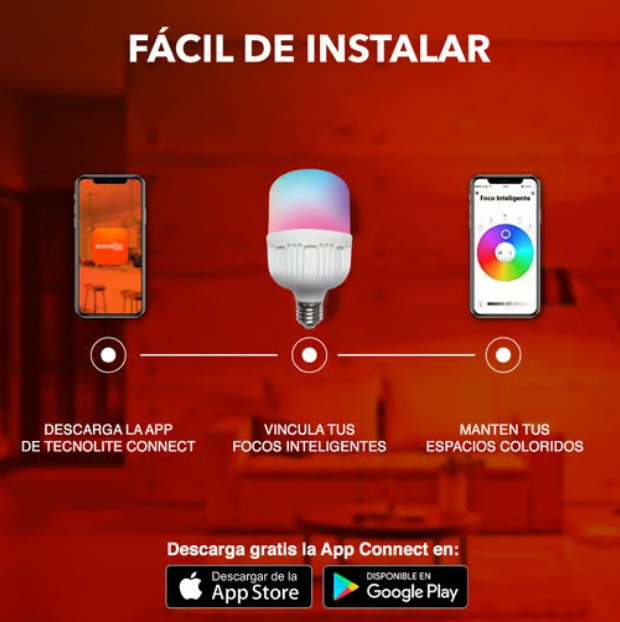 FÁCIL DE INSTALAR
tecnolite
Foco Inteligente
DESCARGA LA APP
DE TECNOLITE CONNECT
VINCULA TUS
FOCOS INTELIGENTES
MANTEN TUS
ESPACIOS COLORIDOS
Descarga gratis la App Connect en:
Descargar de la
App Store
DISPONIBLE EN
Google Play